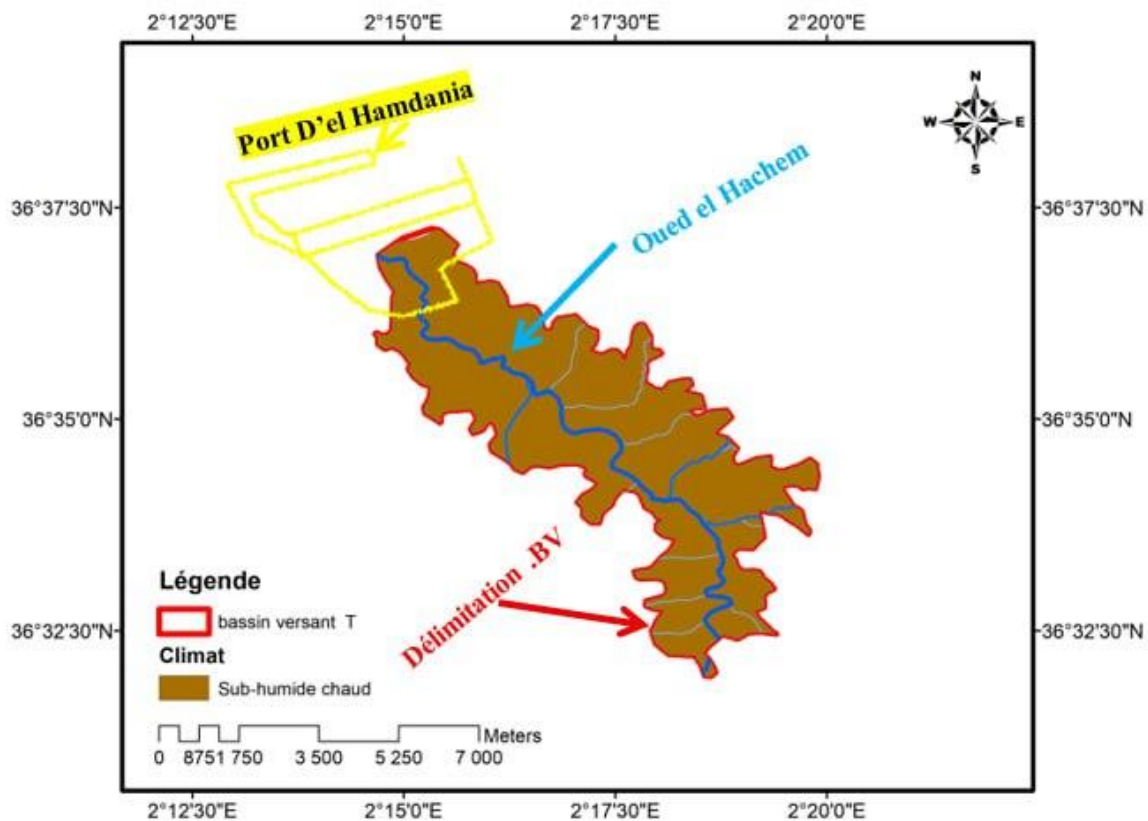 2°12'30"E 2°15'0"E 2°17'30"E 2°20'0"E
Port D'el Hamdania
N
W E
S
Oued el Hachem
36°37'30"N 36°37'30"N
36°35'0"N 36°35'0"N
Délimitation .BV
Légende
bassin versant T
36°32'30"N 36°32'30"N
Climat
Sub-humide chaud
Meters
0 8751 750 3 500 5 250 7 000
2°12'30"E 2°15'0"E 2°17'30"E 2°20'0"E